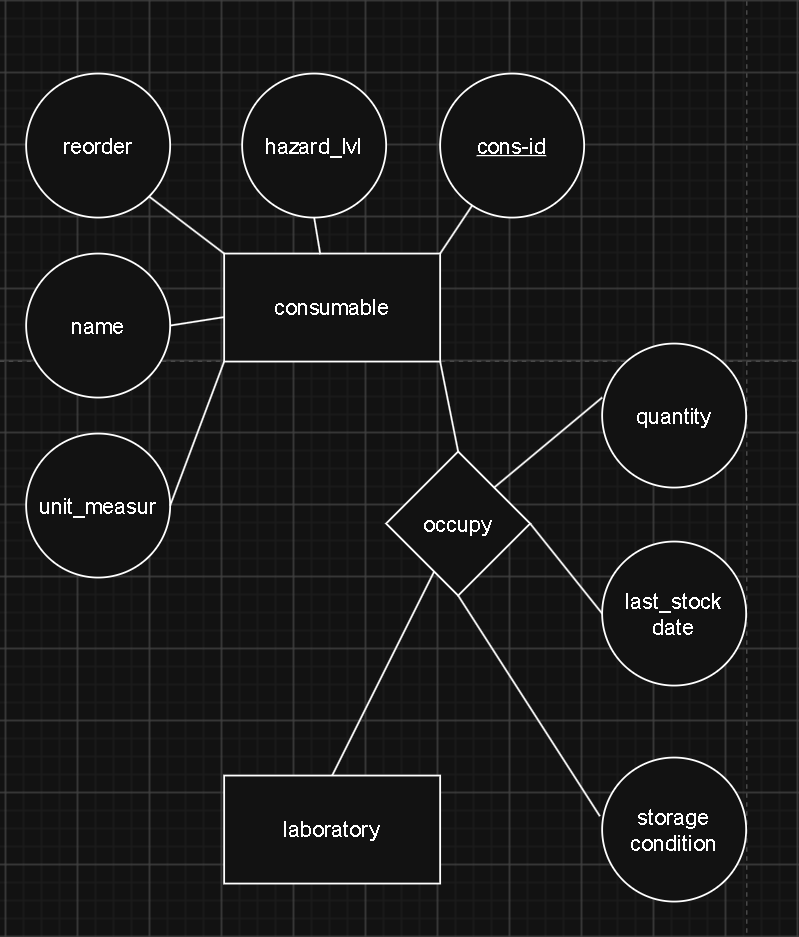 reorder
hazard_lvl
cons-id
consumable
name
quantity
unit_measur
occupy
last_stock
date
storage
condition
laboratory